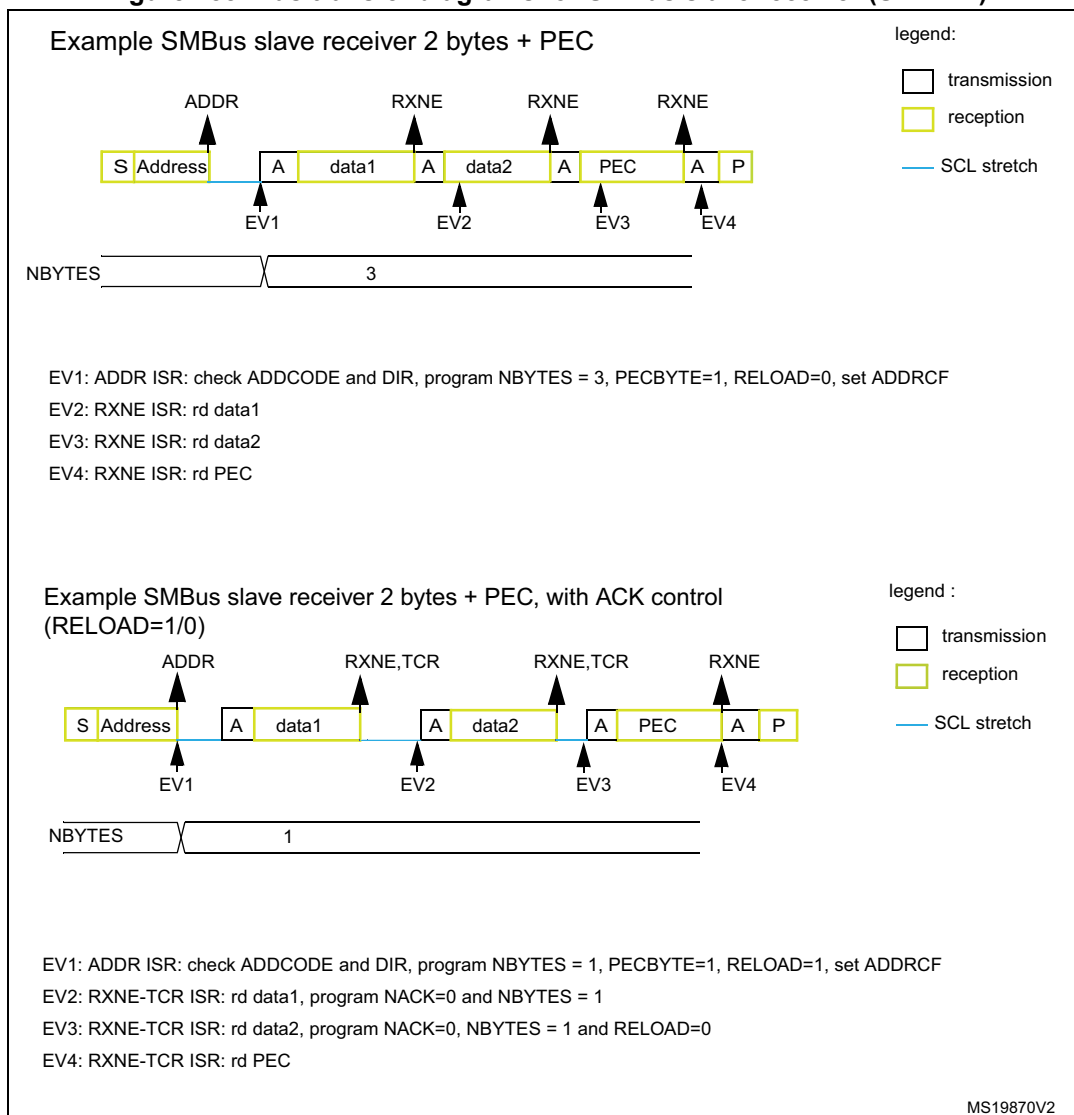 Example SMBus slave receiver 2 bytes + PEC
legend:
transmission
reception
SCL stretch
ADDR RXNE RXNE RXNE
S Address A data1 A data2 A PEC A P
EV1 EV2 EV3 EV4
NBYTES 3
EV1: ADDR ISR: check ADDCODE and DIR, program NBYTES = 3, PECBYTE=1, RELOAD=0, set ADDRCF
EV2: RXNE ISR: rd data1
EV3: RXNE ISR: rd data2
EV4: RXNE ISR: rd PEC
Example SMBus slave receiver 2 bytes + PEC, with ACK control
(RELOAD=1/0)
legend :
transmission
reception
SCL stretch
ADDR RXNE,TCR RXNE,TCR RXNE
S Address A data1 A data2 A PEC A P
EV1 EV2 EV3 EV4
NBYTES 1
EV1: ADDR ISR: check ADDCODE and DIR, program NBYTES = 1, PECBYTE=1, RELOAD=1, set ADDRCF
EV2: RXNE-TCR ISR: rd data1, program NACK=0 and NBYTES = 1
EV3: RXNE-TCR ISR: rd data2, program NACK=0, NBYTES = 1 and RELOAD=0
EV4: RXNE-TCR ISR: rd PEC
MS19870V2